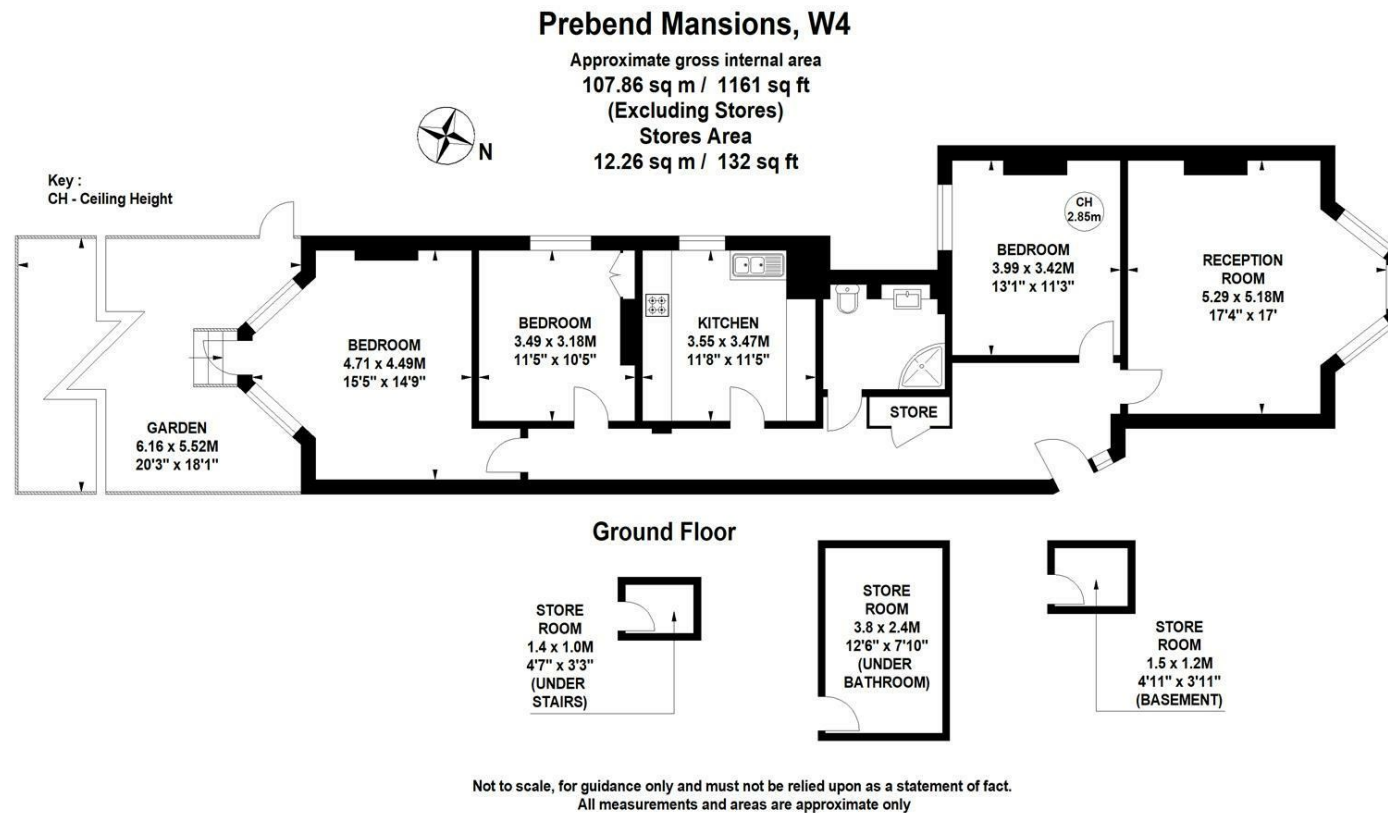 Prebend Mansions, W4
Approximate gross internal area
107.86 sq m / 1161 sq ft
(Excluding Stores)
Stores Area
12.26 sq m / 132 sq ft
N
Key :
CH - Ceiling Height
GARDEN
6.16 x 5.52M
20'3" x 18'1"
BEDROOM
4.71 x 4.49M
15'5" x 14'9"
BEDROOM
3.49 x 3.18M
11'5" x 10'5"
KITCHEN
3.55 x 3.47M
11'8" x 11'5"
STORE
CH
2.85m
BEDROOM
3.99 x 3.42M
13'1" x 11'3"
RECEPTION
ROOM
5.29 x 5.18M
17'4" x 17'
Ground Floor
STORE
ROOM
1.4 x 1.0M
4'7" x 3'3"
(UNDER
STAIRS)
STORE
ROOM
3.8 x 2.4M
12'6" x 7'10"
(UNDER
BATHROOM)
STORE
ROOM
1.5 x 1.2M
4'11" x 3'11"
(BASEMENT)
Not to scale, for guidance only and must not be relied upon as a statement of fact.
All measurements and areas are approximate only